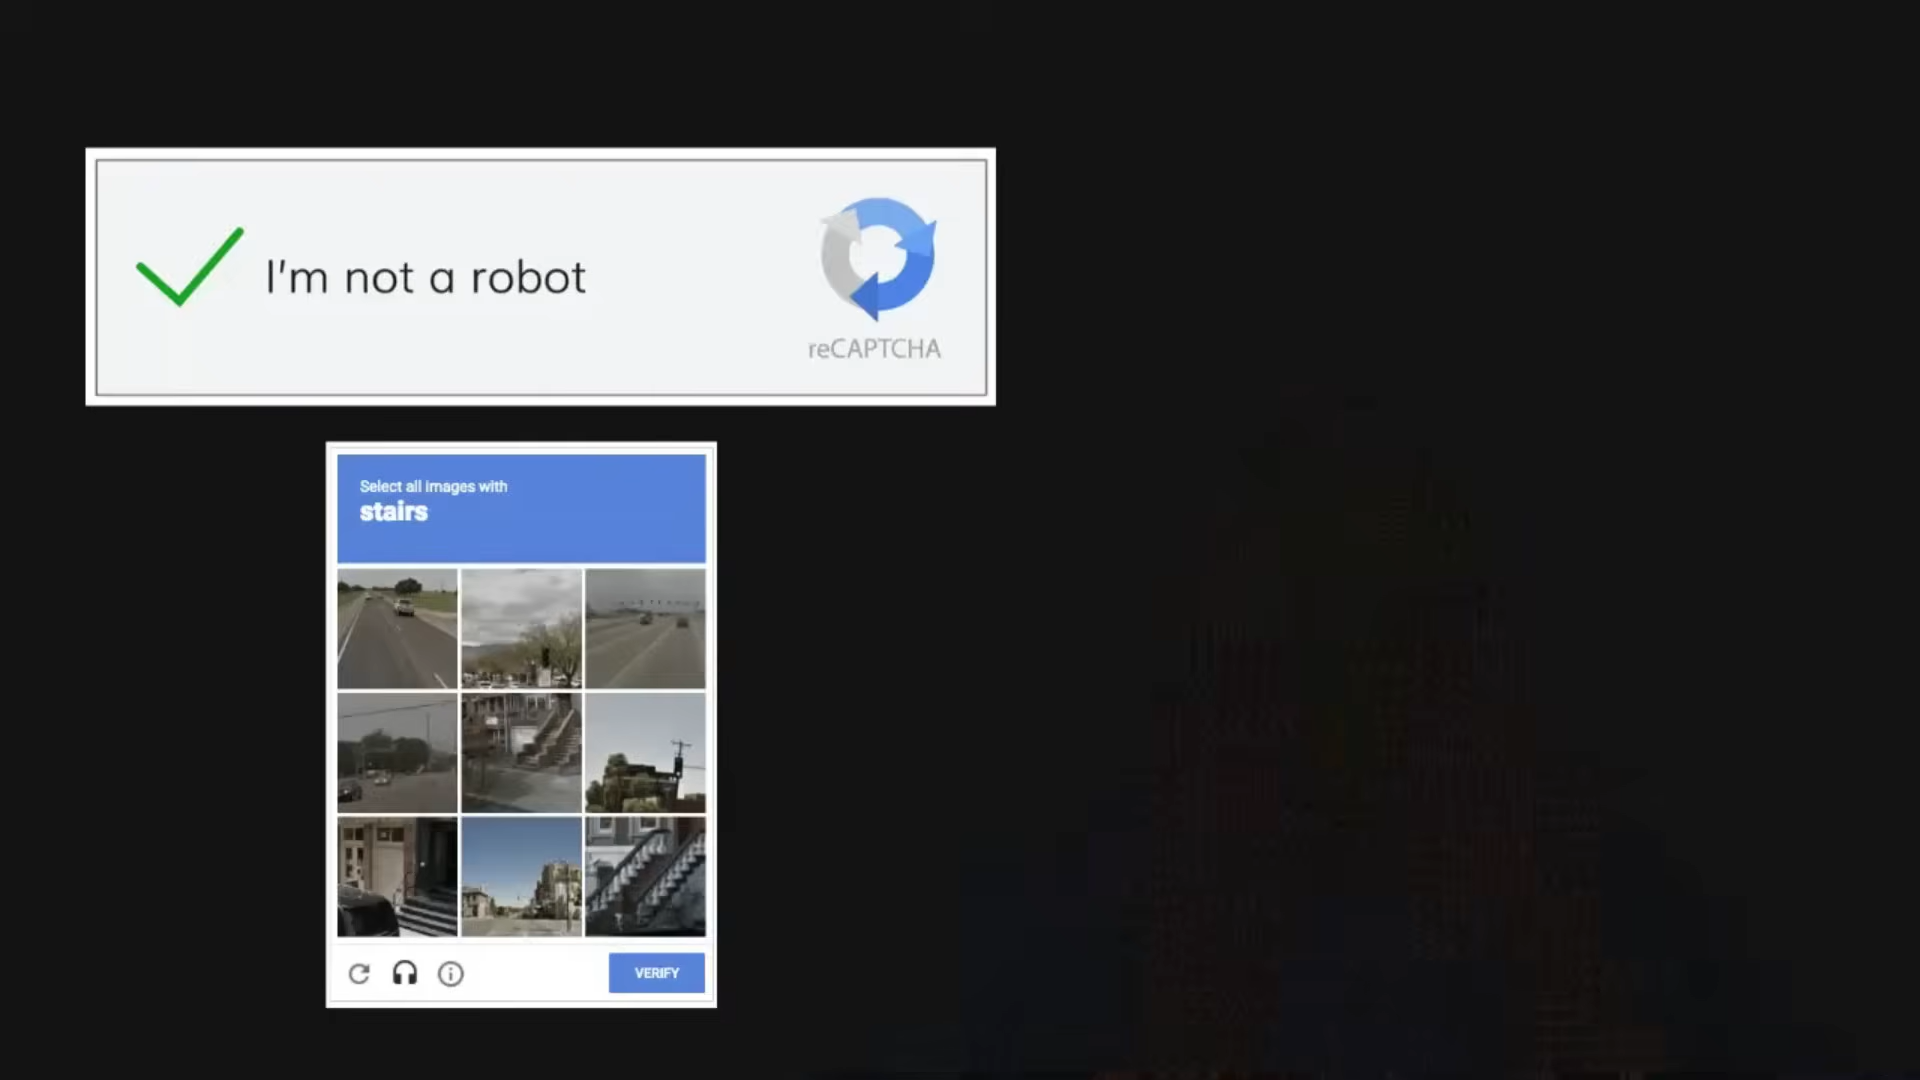 I'm not a robot
reCAPTCHA
Select all images with
stairs
VERIFY